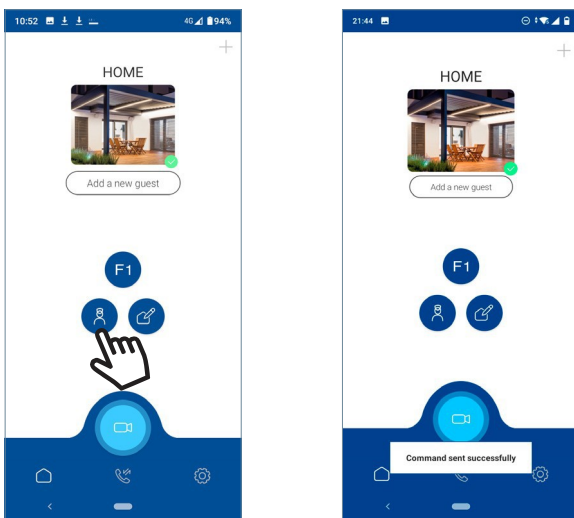 10:52 4G 94%
HOME
Add a new guest
F1
21:44
HOME
Add a new guest
F1
Command sent successfully